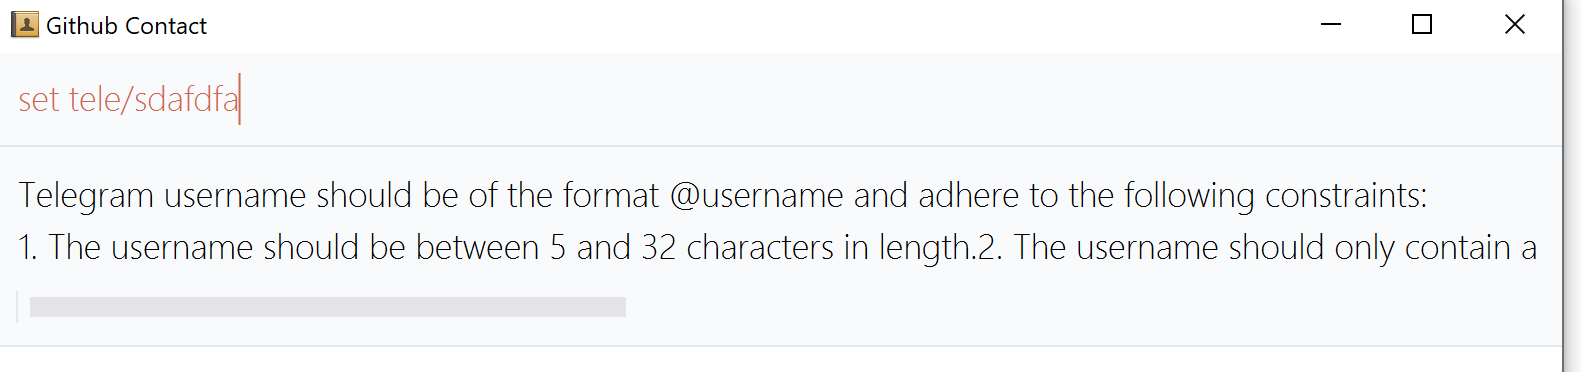 Github Contact
set tele/sdafdfa
Telegram username should be of the format @username and adhere to the following constraints:
1. The username should be between 5 and 32 characters in length.2. The username should only contain a